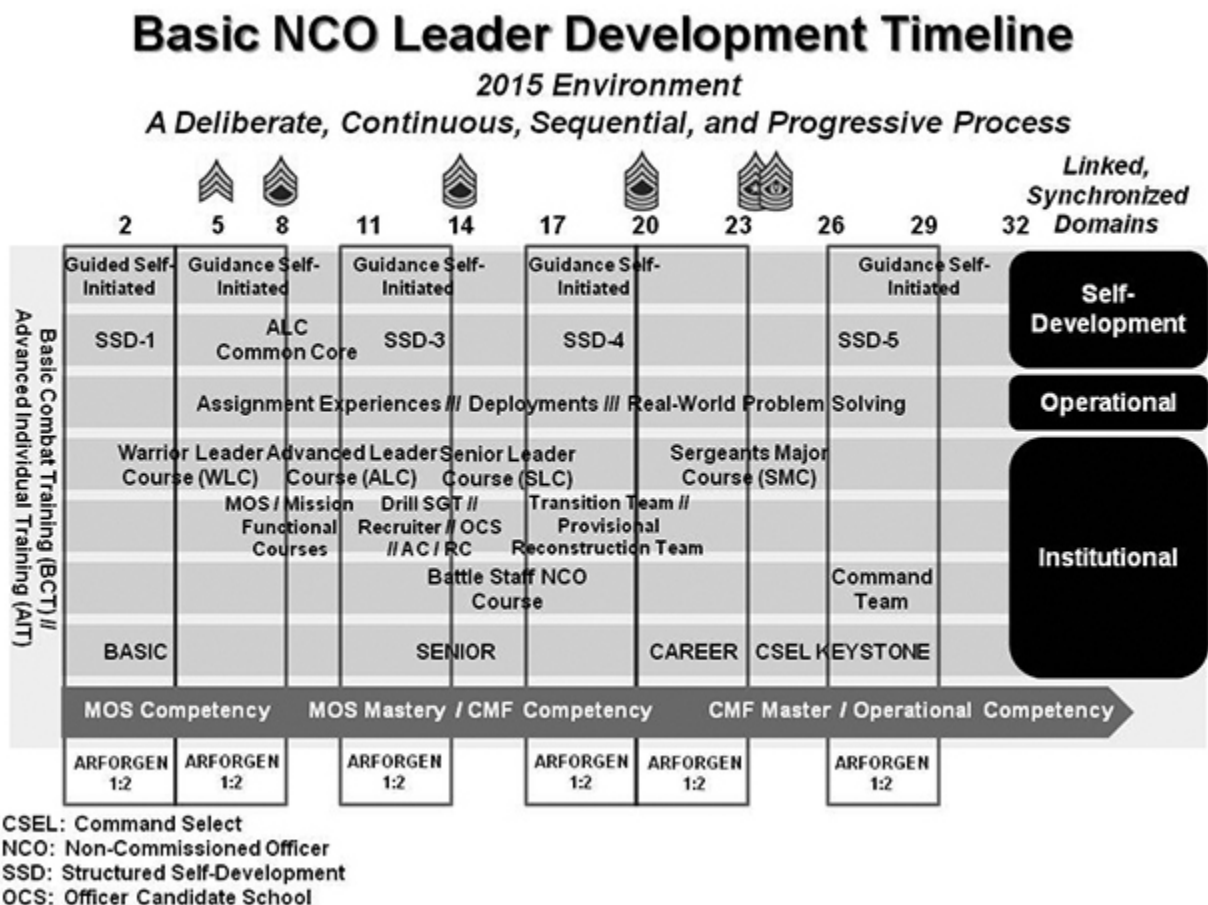 Basic NCO Leader Development Timeline
2015 Environment
A Deliberate, Continuous, Sequential, and Progressive Process
Linked,
Synchronized
Domains
2 5 8 11 14 17 20 23 26 29 32
Basic Combat Training (BCT) //
Advanced Individual Training (AIT)
Guided Self-
Initiated
Guidance Self-
Initiated
Guidance Self-
Initiated
Guidance Self-
Initiated
Guidance Self-
Initiated
Self-
Development
SSD-1
ALC
Common Core
SSD-3
SSD-4
SSD-5
Assignment Experiences /// Deployments /// Real-World Problem Solving
Operational
Warrior Leader
Course (WLC)
Advanced Leader
Course (ALC)
Senior Leader
Course (SLC)
Sergeants Major
Course (SMC)
MOS / Mission
Functional
Courses
Drill SGT //
Recruiter // OCS
// AC / RC
Transition Team //
Provisional
Reconstruction Team
Institutional
Battle Staff NCO
Course
Command
Team
BASIC
SENIOR
CAREER
CSEL KEYSTONE
MOS Competency
MOS Mastery / CMF Competency
CMF Master / Operational Competency
ARFORGEN
1:2
ARFORGEN
1:2
ARFORGEN
1:2
ARFORGEN
1:2
ARFORGEN
1:2
ARFORGEN
1:2
CSEL: Command Select
NCO: Non-Commissioned Officer
SSD: Structured Self-Development
OCS: Officer Candidate School